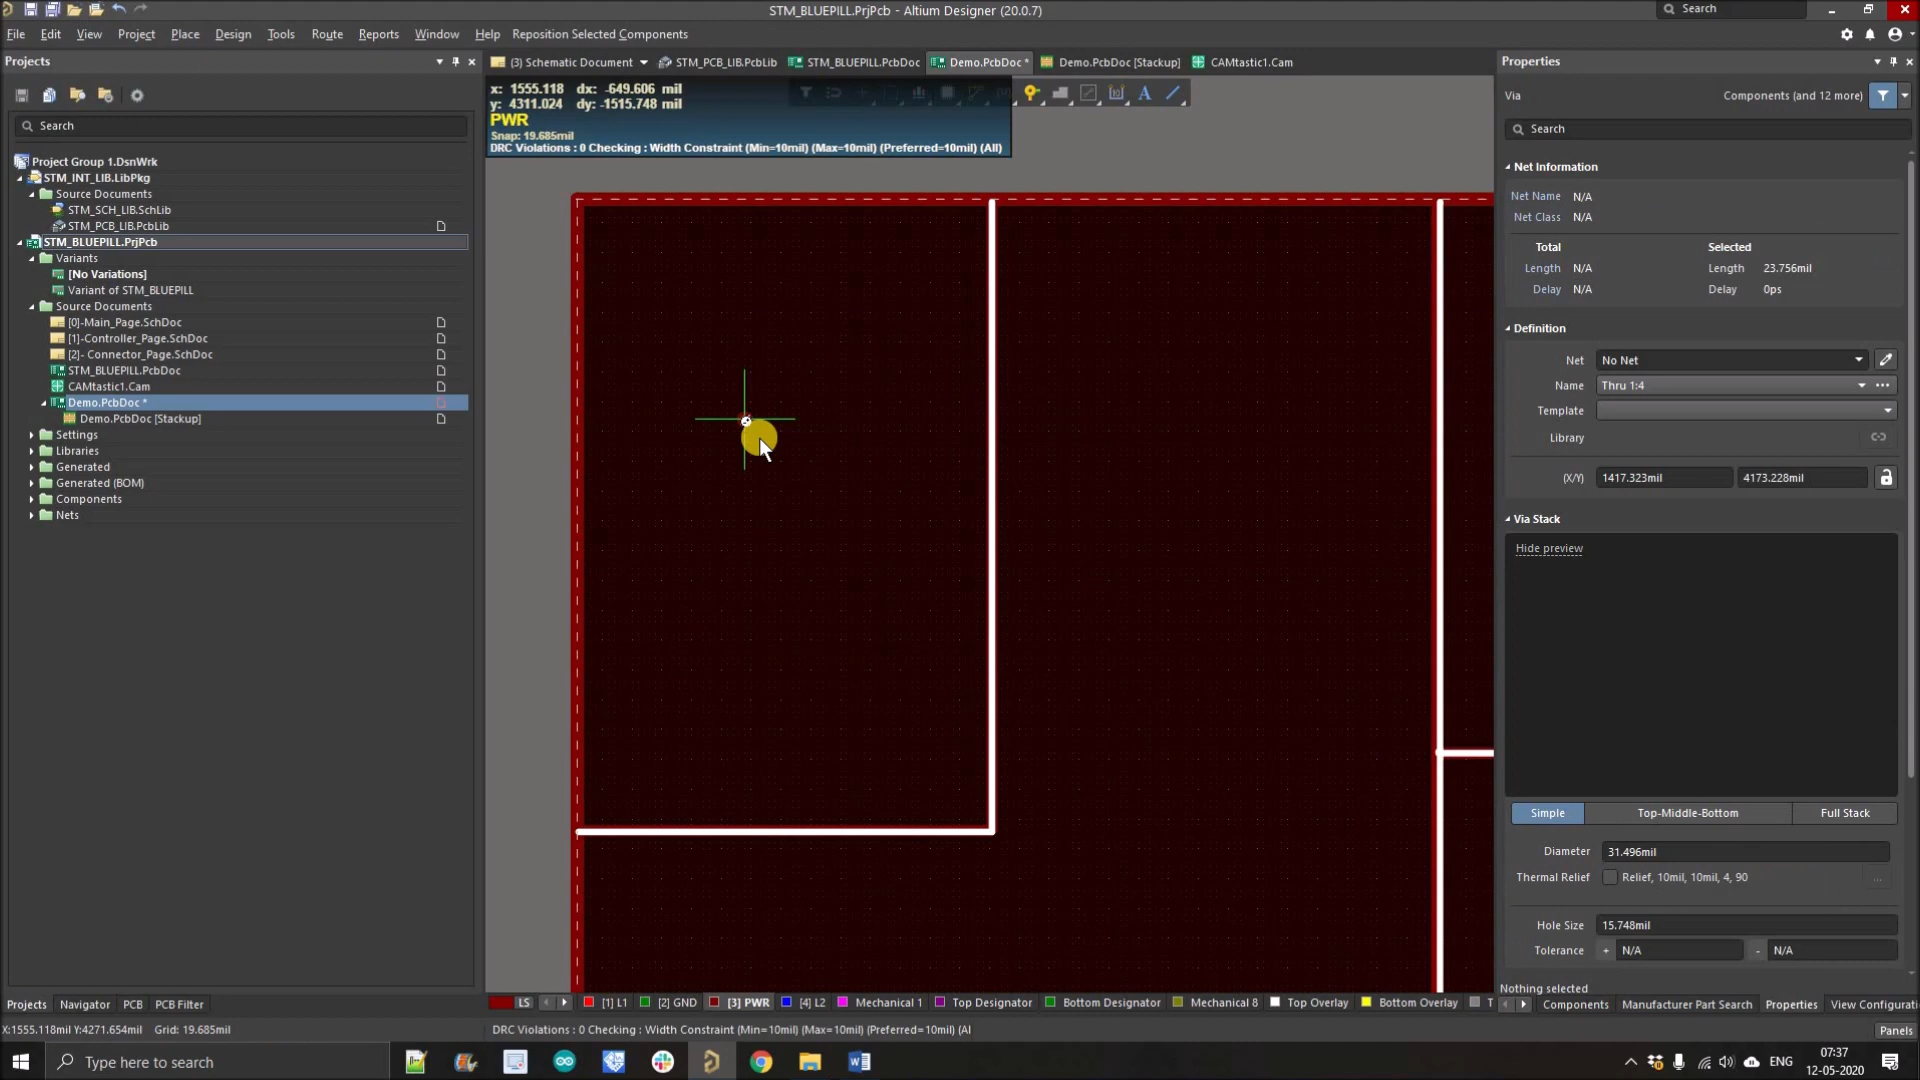 STM_BLUEPILL.PrjPcb - Altium Designer (20.0.7)
Search
File Edit View Project Place Design Tools Route Reports Window Help Reposition Selected Components
Projects
(3) Schematic Document STM_PCB_LIB.PcbLib STM_BLUEPILL.PcbDoc Demo.PcbDoc * Demo.PcbDoc [Stackup] CAMtastic1.Cam
Properties
x: 1555.118 dx: -649.606 mil
y: 4311.024 dy: -1515.748 mil
PWR
Snap: 19.685mil
DRC Violations : 0 Checking : Width Constraint (Min=10mil) (Max=10mil) (Preferred=10mil) (All)
Via Components (and 12 more)
Search
Search
Project Group 1.DsnWrk
STM_INT_LIB.LibPkg
Source Documents
STM_SCH_LIB.SchLib
STM_PCB_LIB.PcbLib
STM_BLUEPILL.PrjPcb
Variants
[No Variations]
Variant of STM_BLUEPILL
Source Documents
[0]-Main_Page.SchDoc
[1]-Controller_Page.SchDoc
[2]- Connector_Page.SchDoc
STM_BLUEPILL.PcbDoc
CAMtastic1.Cam
Demo.PcbDoc *
Demo.PcbDoc [Stackup]
Settings
Libraries
Generated
Generated (BOM)
Components
Nets
Net Information
Net Name N/A
Net Class N/A
Total Selected
Length N/A Length 23.756mil
Delay N/A Delay 0ps
Definition
Net No Net
Name Thru 1:4
Template
Library
(X/Y) 1417.323mil 4173.228mil
Via Stack
Hide preview
Simple Top-Middle-Bottom Full Stack
Diameter 31.496mil
Thermal Relief Relief, 10mil, 10mil, 4, 90
Hole Size 15.748mil
Tolerance + N/A - N/A
Nothing selected
Projects Navigator PCB PCB Filter
LS [1] L1 [2] GND [3] PWR [4] L2 Mechanical 1 Top Designator Bottom Designator Mechanical 8 Top Overlay Bottom Overlay T
Components Manufacturer Part Search Properties View Configurati
X:1555.118mil Y:4271.654mil Grid: 19.685mil
DRC Violations : 0 Checking : Width Constraint (Min=10mil) (Max=10mil) (Preferred=10mil) (Al
Panels
Type here to search
ENG
07:37
12-05-2020